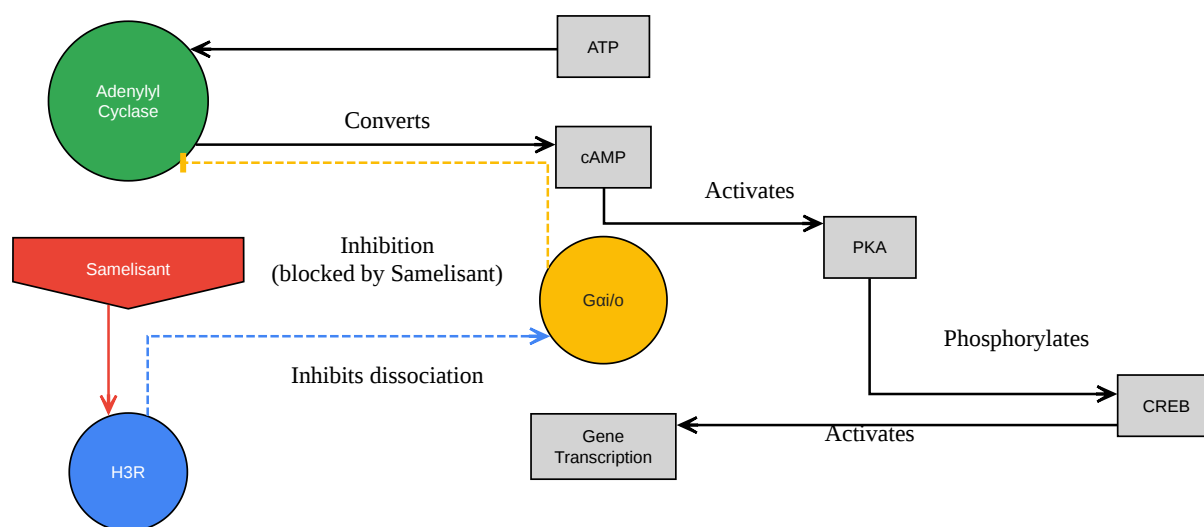 ATP
Adenylyl
Cyclase
Converts
cAMP
Activates
Samelisant
Inhibition
(blocked by Samelisant)
PKA
Gαi/o
Phosphorylates
Inhibits dissociation
CREB
Gene
Transcription
Activates
H3R